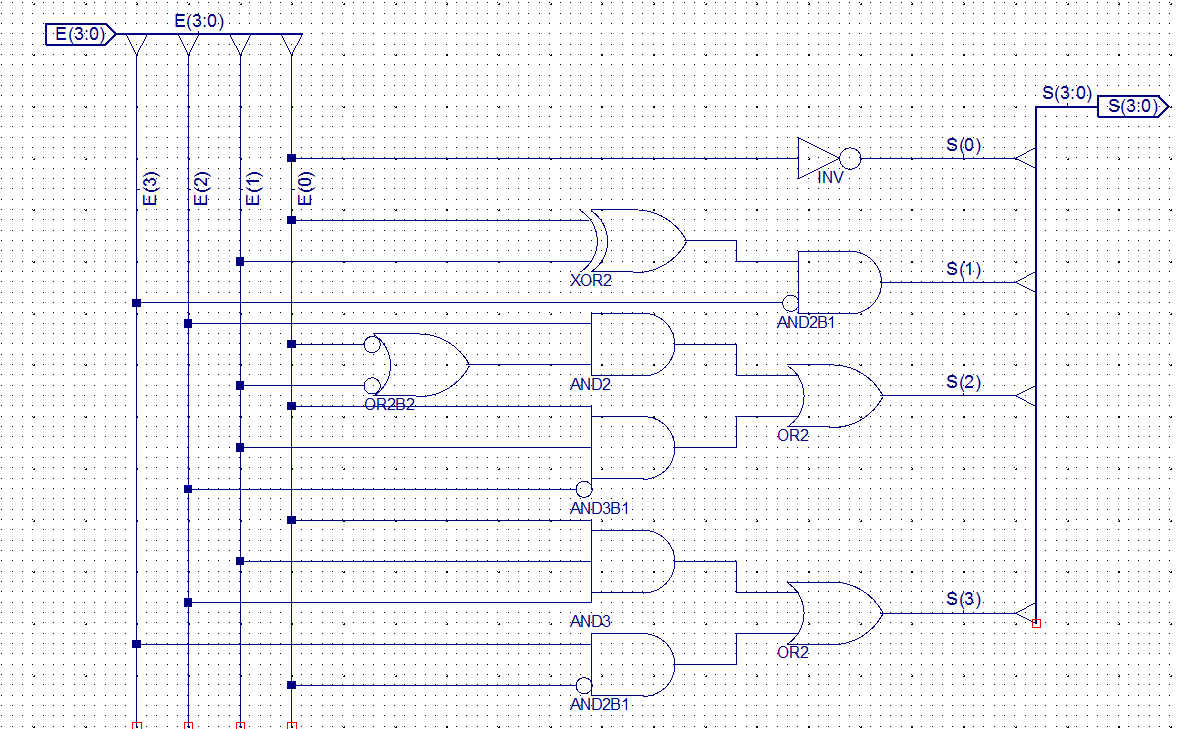 E(3:0)
E(3:0)
S(3:0)
S(3:0)
S(0)
INV
E(3)
E(2)
E(1)
E(0)
XOR2
S(1)
AND2B1
AND2
S(2)
OR2B2
OR2
AND3B1
S(3)
AND3
OR2
AND2B1